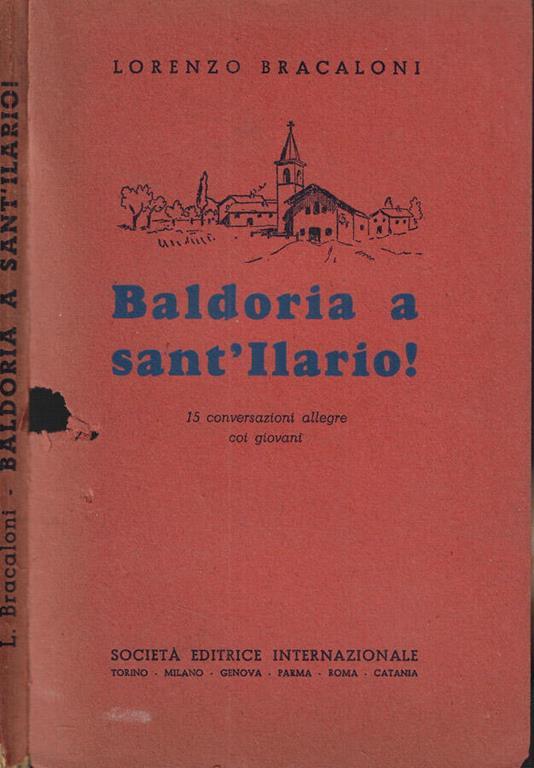 L. Bracaloni - BALDORIA A SANT'ILARIO!
LORENZO BRACALONI
Baldoria a
sant'Ilario!
15 conversazioni allegre
coi giovani
SOCIETÀ EDITRICE INTERNAZIONALE
TORINO - MILANO - GENOVA - PARMA - ROMA - CATANIA